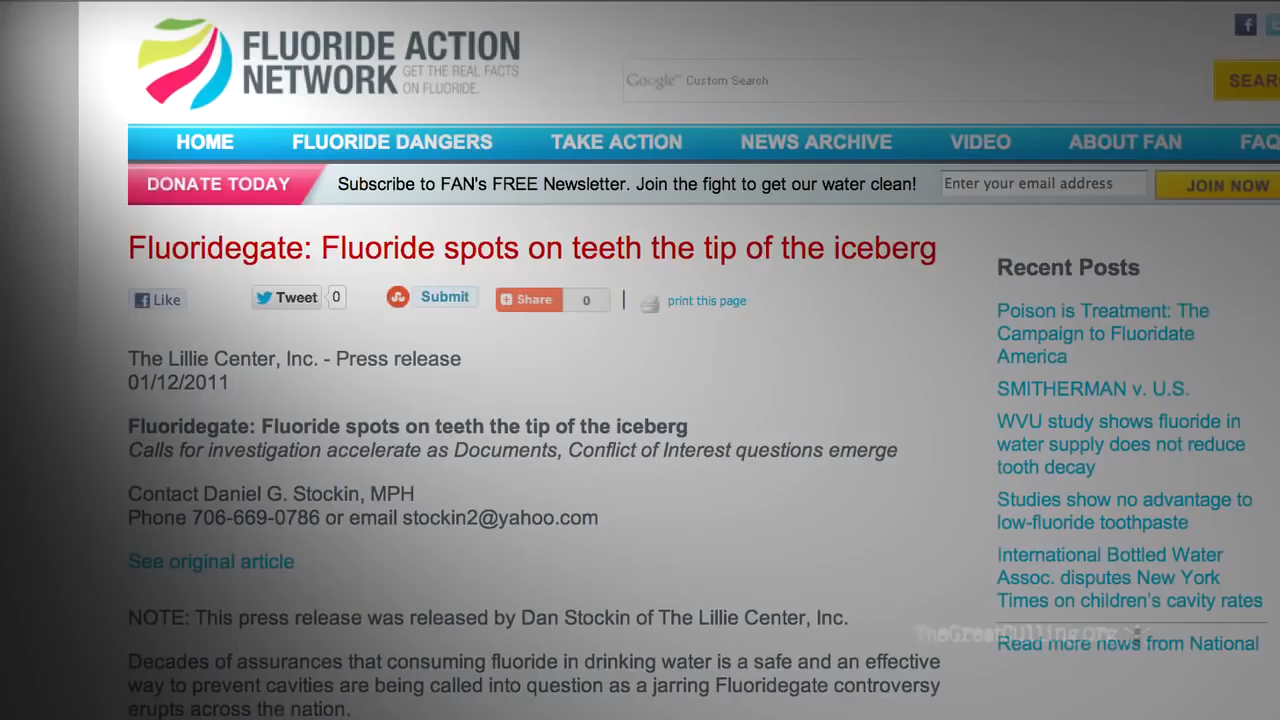 FLUORIDE ACTION
NETWORK GET THE REAL FACTS
ON FLUORIDE.
Google™ Custom Search
HOME FLUORIDE DANGERS TAKE ACTION NEWS ARCHIVE VIDEO ABOUT FAN FAQ
DONATE TODAY Subscribe to FAN's FREE Newsletter. Join the fight to get our water clean! Enter your email address JOIN NOW
Fluoridegate: Fluoride spots on teeth the tip of the iceberg
Like Tweet 0 Submit Share 0 | print this page
The Lillie Center, Inc. - Press release
01/12/2011
Fluoridegate: Fluoride spots on teeth the tip of the iceberg
Calls for investigation accelerate as Documents, Conflict of Interest questions emerge
Contact Daniel G. Stockin, MPH
Phone 706-669-0786 or email stockin2@yahoo.com
See original article
NOTE: This press release was released by Dan Stockin of The Lillie Center, Inc.
Decades of assurances that consuming fluoride in drinking water is a safe and an effective
way to prevent cavities are being called into question as a jarring Fluoridegate controversy
erupts across the nation.
Recent Posts
Poison is Treatment: The
Campaign to Fluoridate
America
SMITHERMAN v. U.S.
WVU study shows fluoride in
water supply does not reduce
tooth decay
Studies show no advantage to
low-fluoride toothpaste
International Bottled Water
Assoc. disputes New York
Times on children's cavity rates
TheGreatCulling.org
Read more news from National